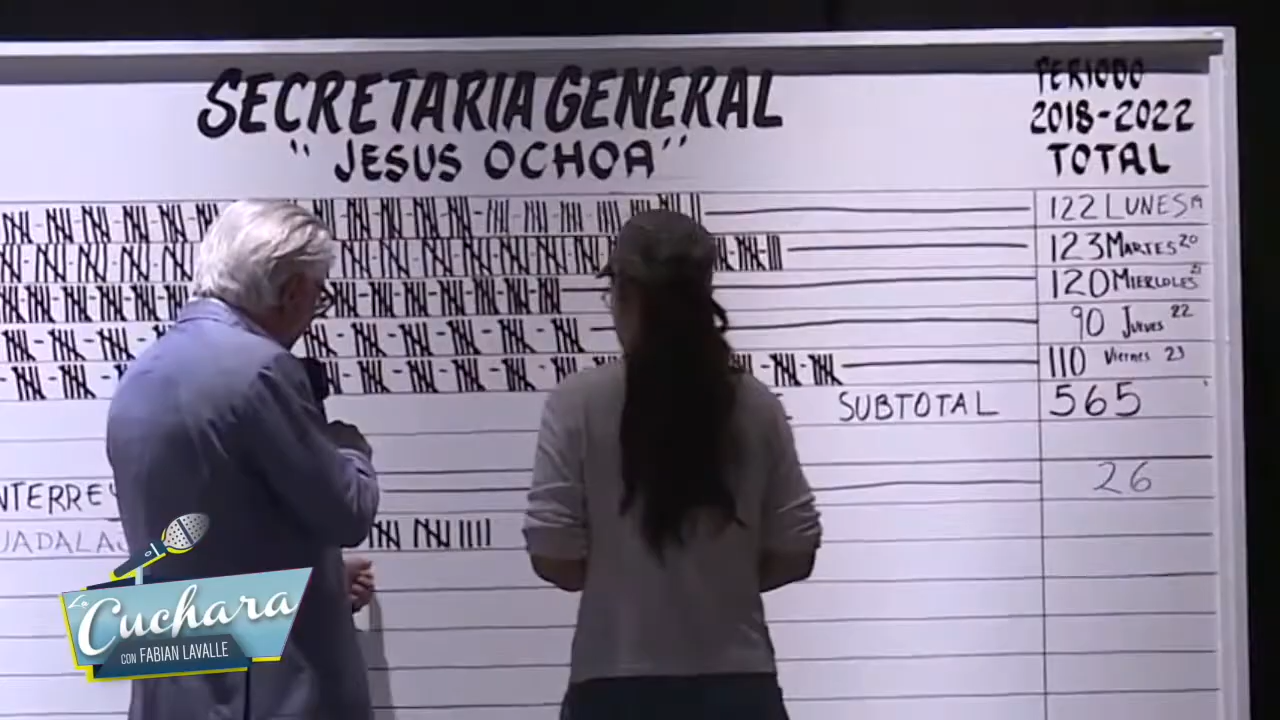 SECRETARIA GENERAL
"JESUS OCHOA"
PERIODO
2018-2022
TOTAL
122 LUNES
123 MARTES 20
120 MIERCOLES 21
90 JUEVES 22
110 Viernes 23
SUBTOTAL 565
26
La Cuchara
CON FABIAN LAVALLE